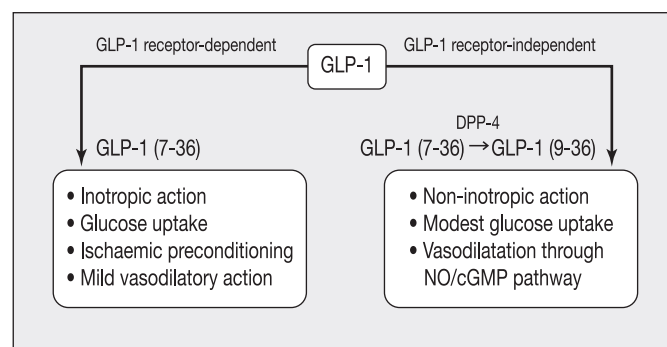 GLP-1 receptor-dependent
GLP-1
GLP-1 receptor-independent
GLP-1 (7-36)
• Inotropic action
• Glucose uptake
• Ischaemic preconditioning
• Mild vasodilatory action
DPP-4
GLP-1 (7-36) → GLP-1 (9-36)
• Non-inotropic action
• Modest glucose uptake
• Vasodilatation through
NO/cGMP pathway